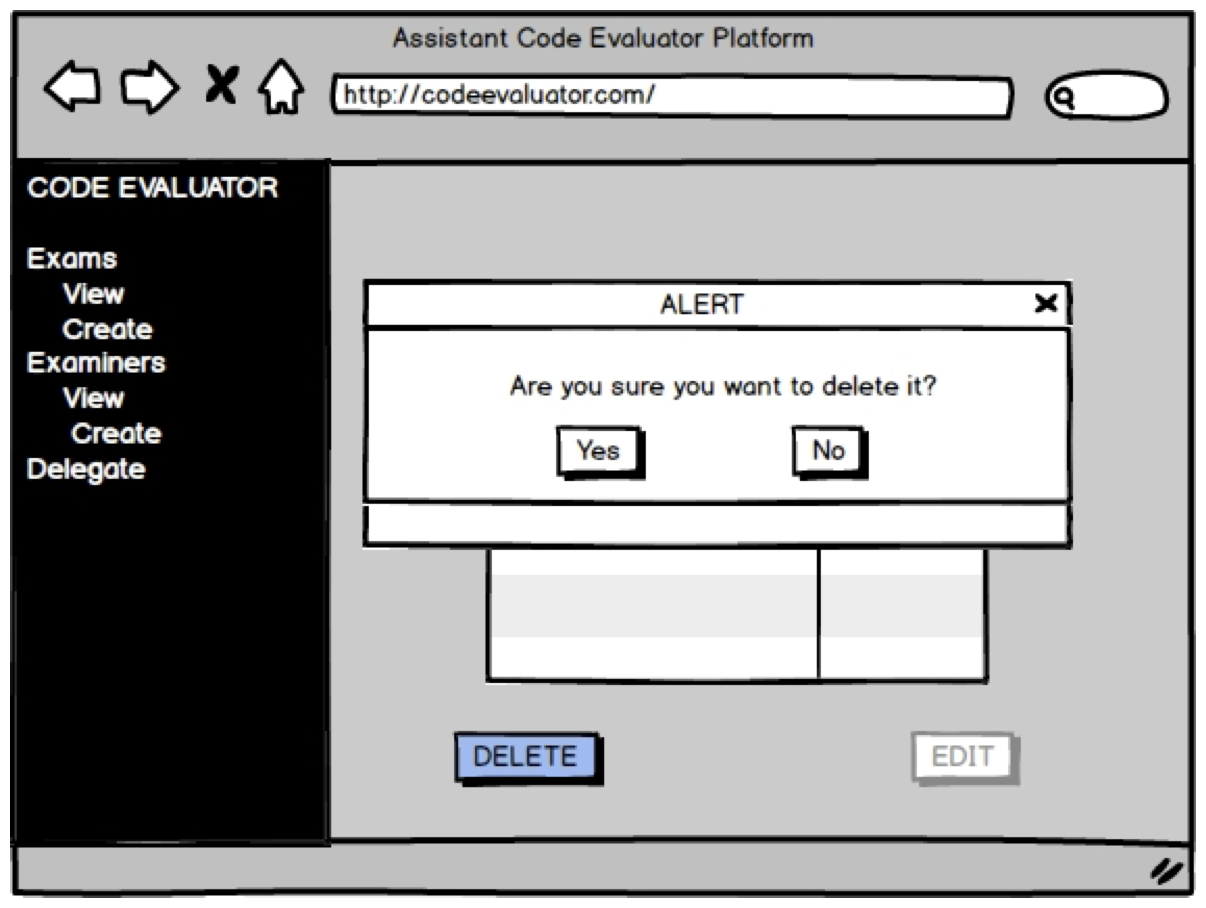 Assistant Code Evaluator Platform
http://codeevaluator.com/
CODE EVALUATOR
Exams
View
Create
Examiners
View
Create
Delegate
ALERT
Are you sure you want to delete it?
Yes No
DELETE EDIT